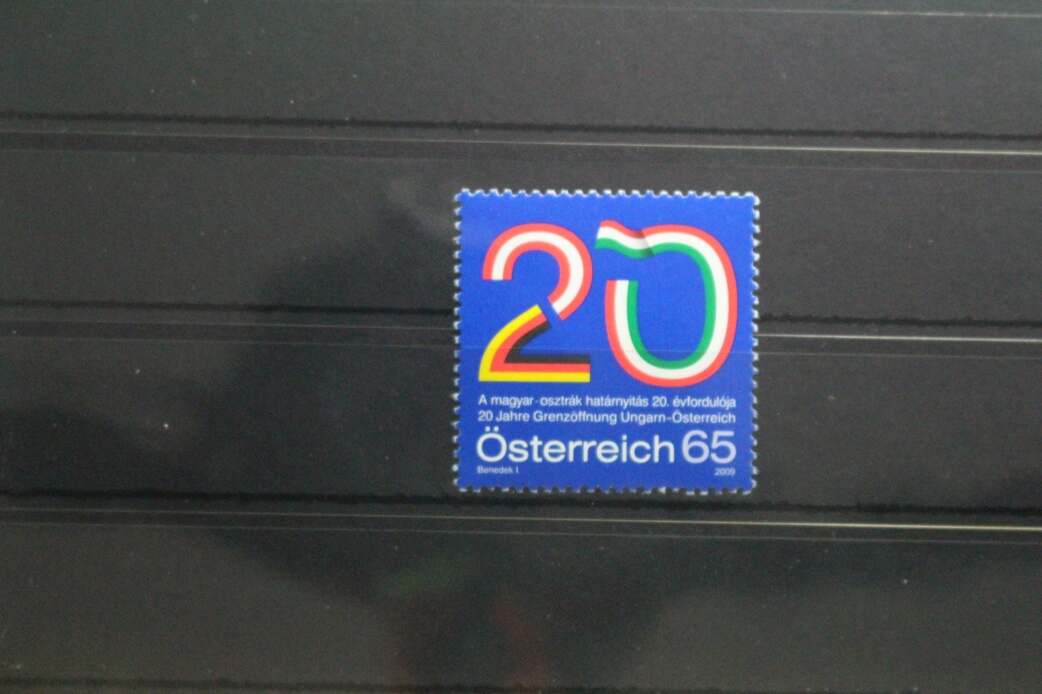 20
A magyar-osztrák határnyitás 20. évfordulója
20 Jahre Grenzöffnung Ungarn-Österreich
Österreich 65
Benedek I 2009